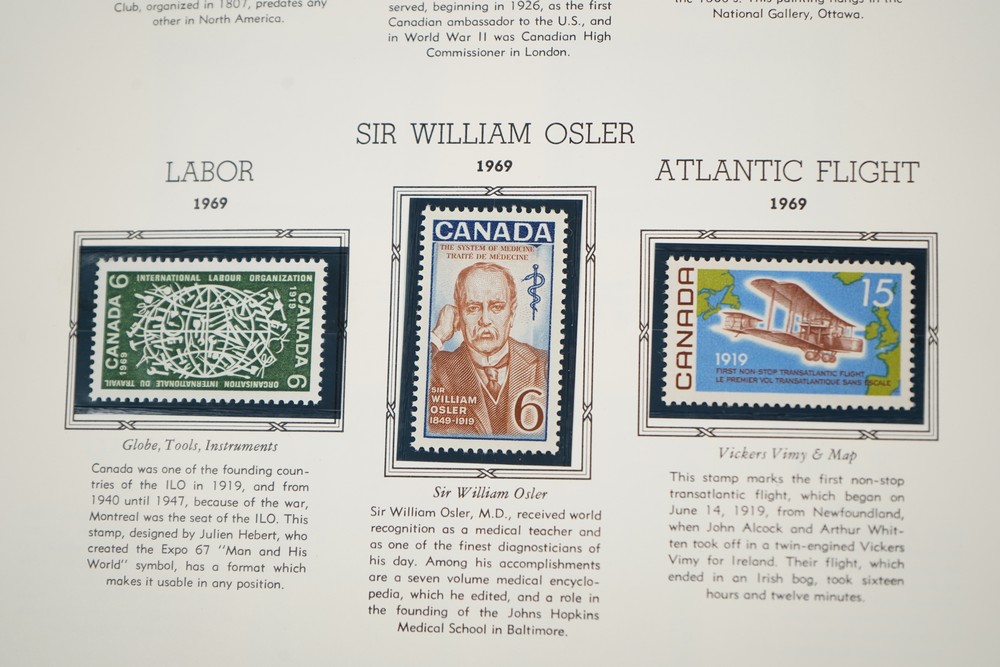 Club, organized in 1807, predates any
other in North America.
served, beginning in 1926, as the first
Canadian ambassador to the U.S., and
in World War II was Canadian High
Commissioner in London.
National Gallery, Ottawa.
LABOR
1969
INTERNATIONAL LABOUR ORGANIZATION
CANADA 6
1969
1919
CANADA 6
ORGANISATION INTERNATIONALE DU TRAVAIL
Globe, Tools, Instruments
Canada was one of the founding coun-
tries of the ILO in 1919, and from
1940 until 1947, because of the war,
Montreal was the seat of the ILO. This
stamp, designed by Julien Hebert, who
created the Expo 67 "Man and His
World" symbol, has a format which
makes it usable in any position.
SIR WILLIAM OSLER
1969
CANADA
THE SYSTEM OF MEDICINE
TRAITÉ DE MÉDECINE
SIR
WILLIAM
OSLER
1849-1919
6
Sir William Osler
Sir William Osler, M.D., received world
recognition as a medical teacher and
as one of the finest diagnosticians of
his day. Among his accomplishments
are a seven volume medical encyclo-
pedia, which he edited, and a role in
the founding of the Johns Hopkins
Medical School in Baltimore.
ATLANTIC FLIGHT
1969
CANADA
15
1919
FIRST NON-STOP TRANSATLANTIC FLIGHT
LE PREMIER VOL TRANSATLANTIQUE SANS ESCALE
Vickers Vimy & Map
This stamp marks the first non-stop
transatlantic flight, which began on
June 14, 1919, from Newfoundland,
when John Alcock and Arthur Whit-
ten took off in a twin-engined Vickers
Vimy for Ireland. Their flight, which
ended in an Irish bog, took sixteen
hours and twelve minutes.